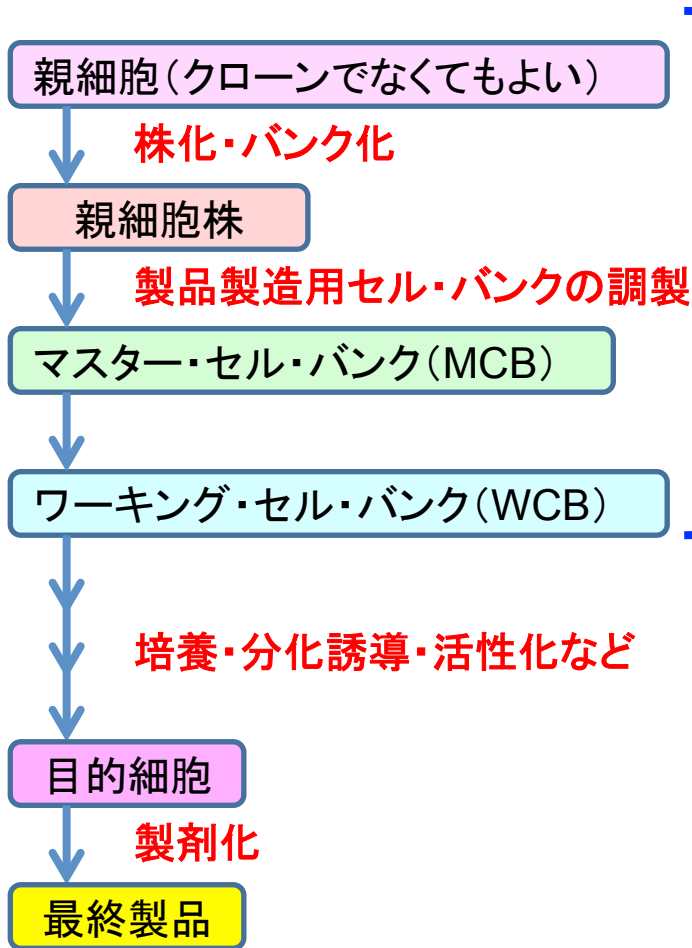 親細胞(クローンでなくてもよい)
株化・バンク化
親細胞株
製品製造用セル・バンクの調製
マスター・セル・バンク(MCB)
ワーキング・セル・バンク(WCB)
培養・分化誘導・活性化など
目的細胞
製剤化
最終製品